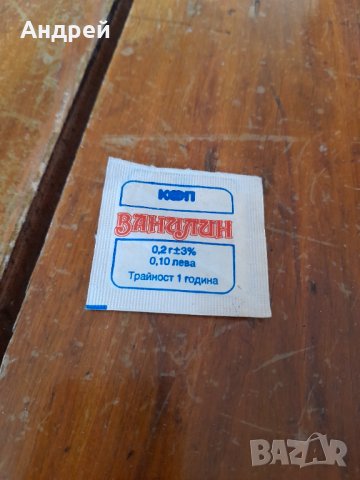 Андрей
КФП
ВАНИЛИН
0,2 г±3%
0,10 лева
Трайност 1 година
BAZAR